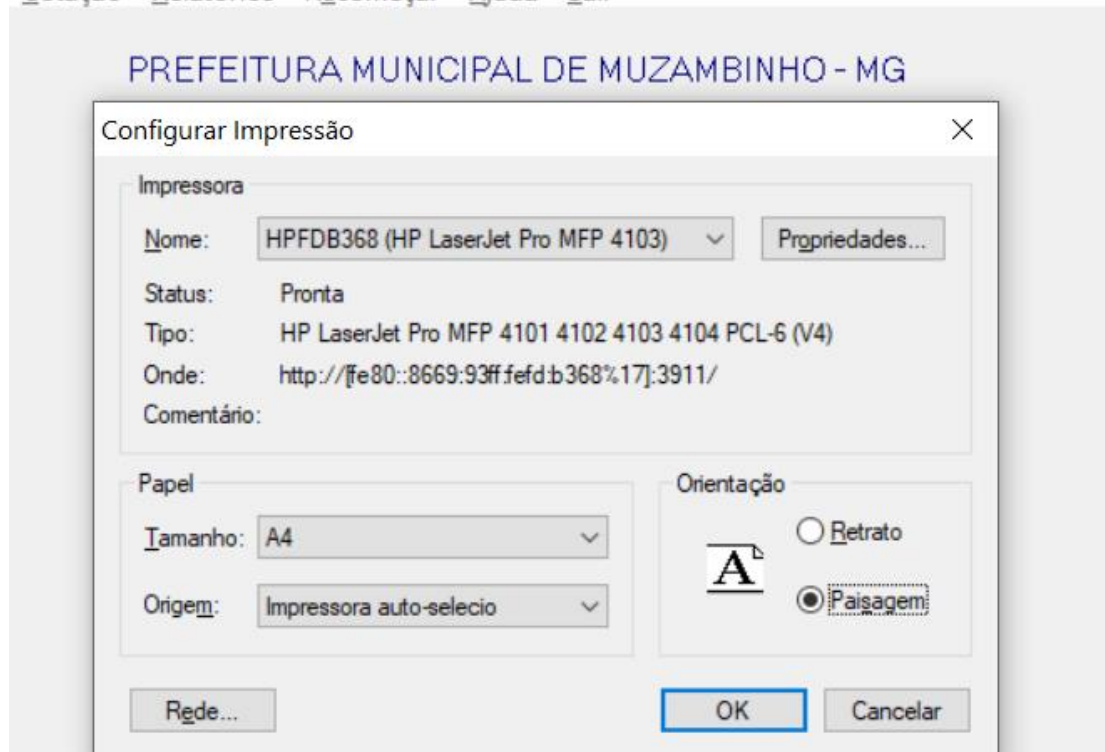 PREFEITURA MUNICIPAL DE MUZAMBINHO - MG
Configurar Impressão
Impressora
Nome: HPFDB368 (HP LaserJet Pro MFP 4103) Propriedades...
Status: Pronta
Tipo: HP LaserJet Pro MFP 4101 4102 4103 4104 PCL-6 (V4)
Onde: http://[fe80::8669:93ff:fefd:b368%17]:3911/
Comentário:
Papel
Tamanho: A4
Origem: Impressora auto-selecio
Orientação
A
Retrato
Paisagem
Rede... OK Cancelar